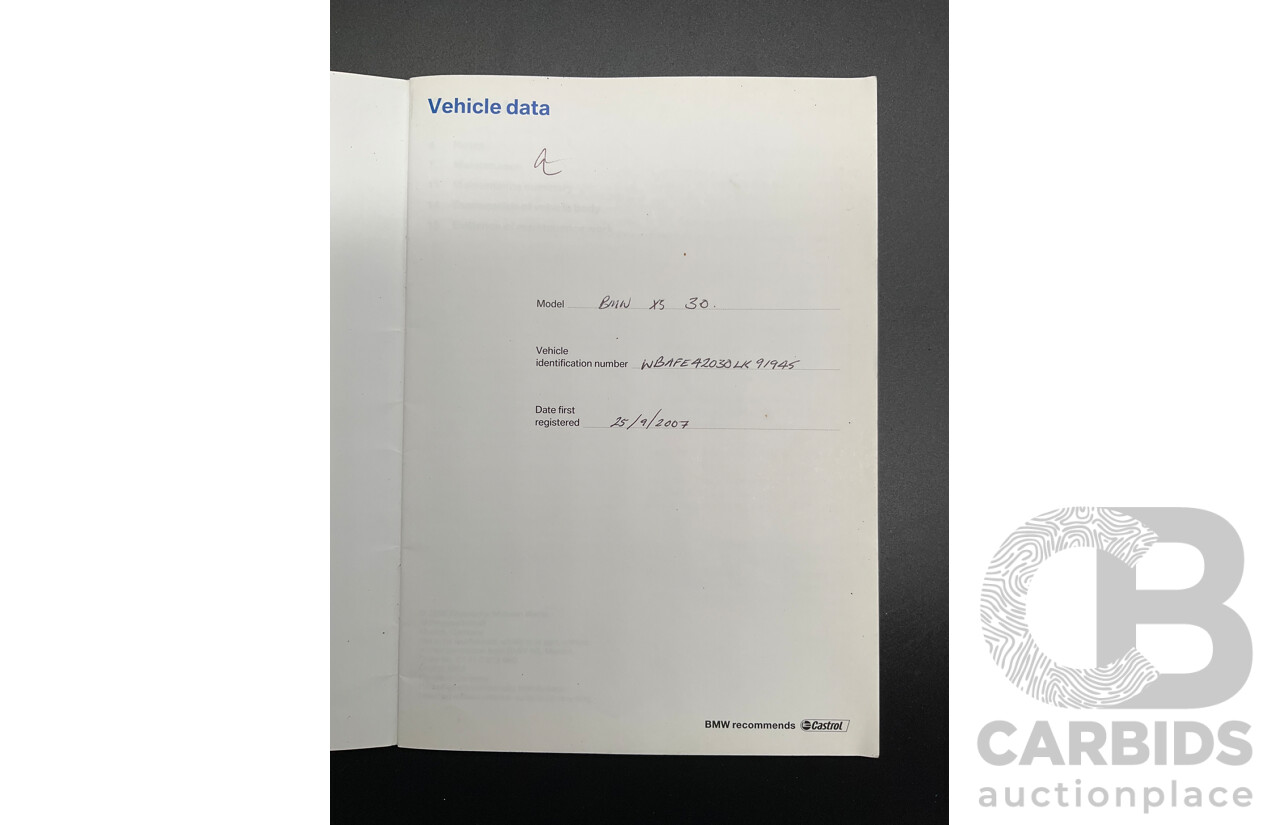 Vehicle data
Model BMW X5 30.
Vehicle
identification number WBAFE42030LK91945
Date first
registered 25/9/2007
BMW recommends Castrol
CB
CARBIDS
auctionplace